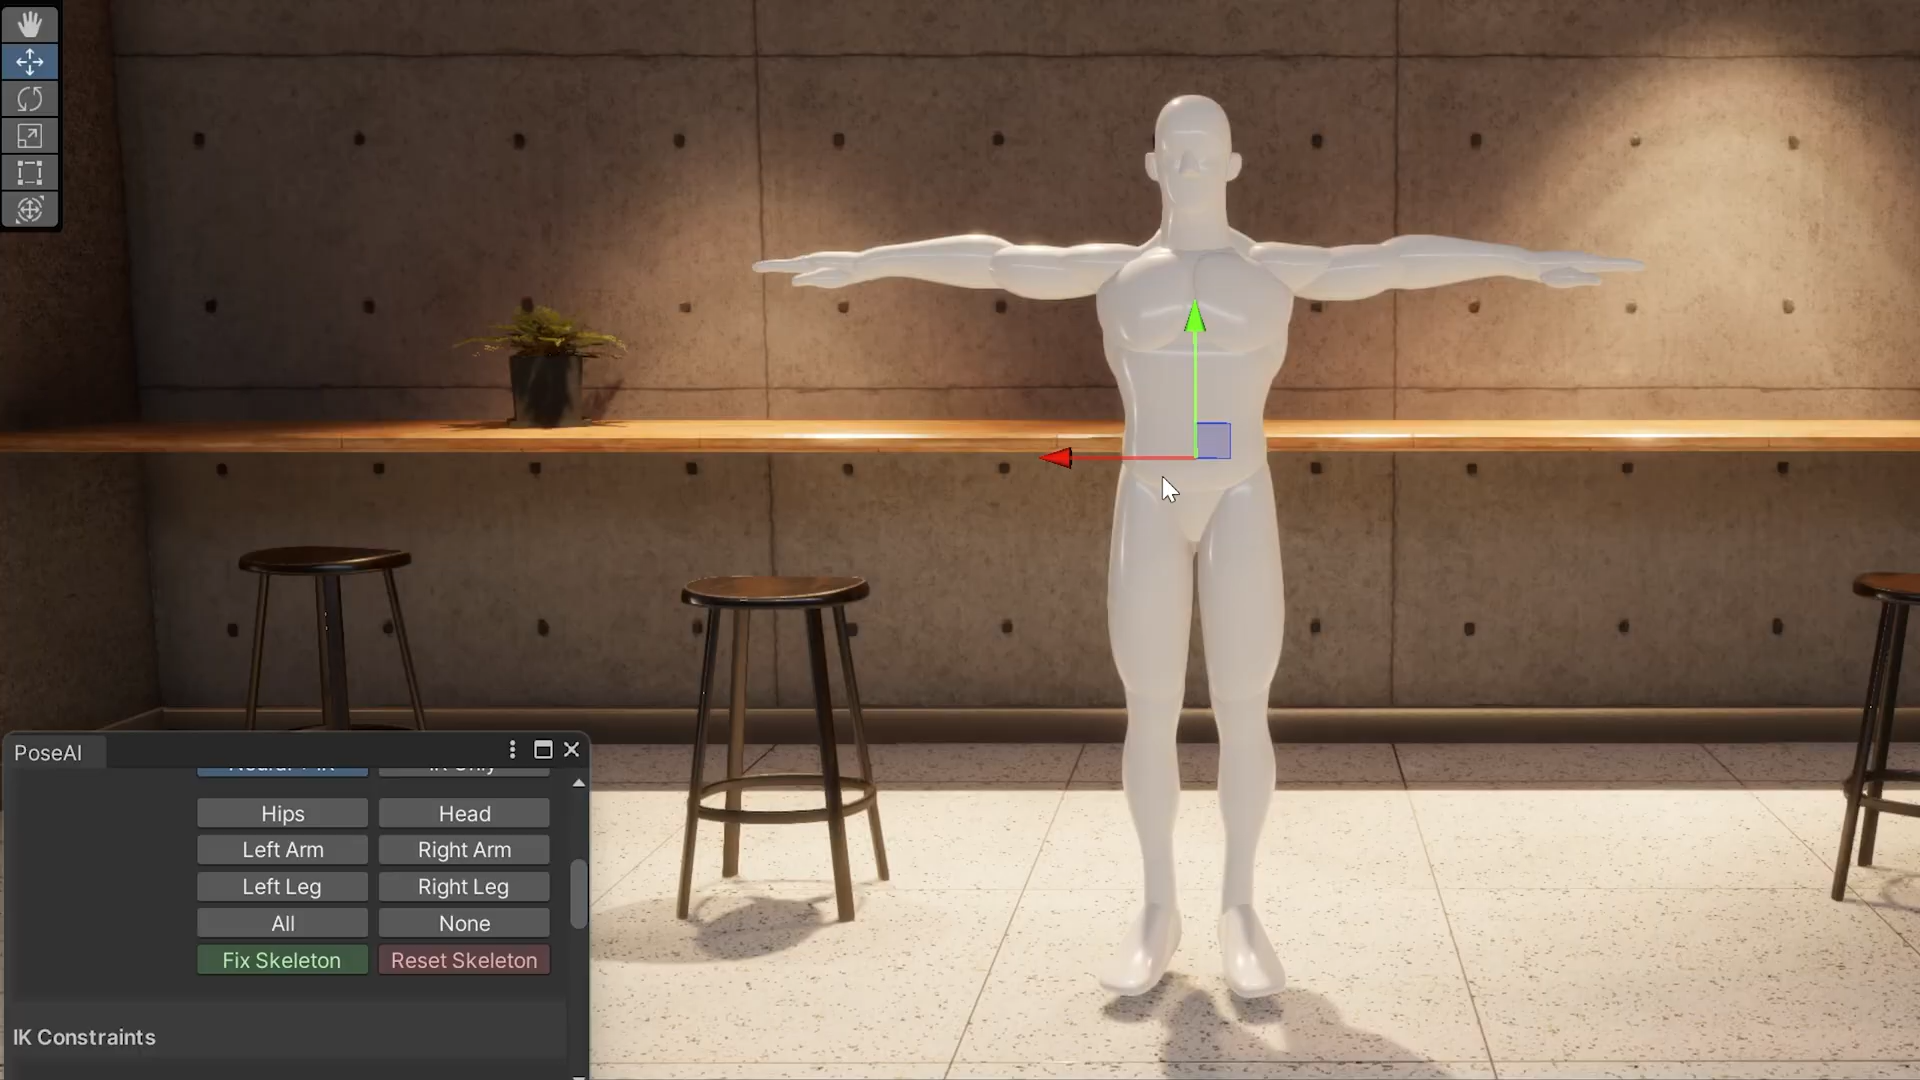 PoseAI
Hips
Head
Left Arm
Right Arm
Left Leg
Right Leg
All
None
Fix Skeleton
Reset Skeleton
IK Constraints